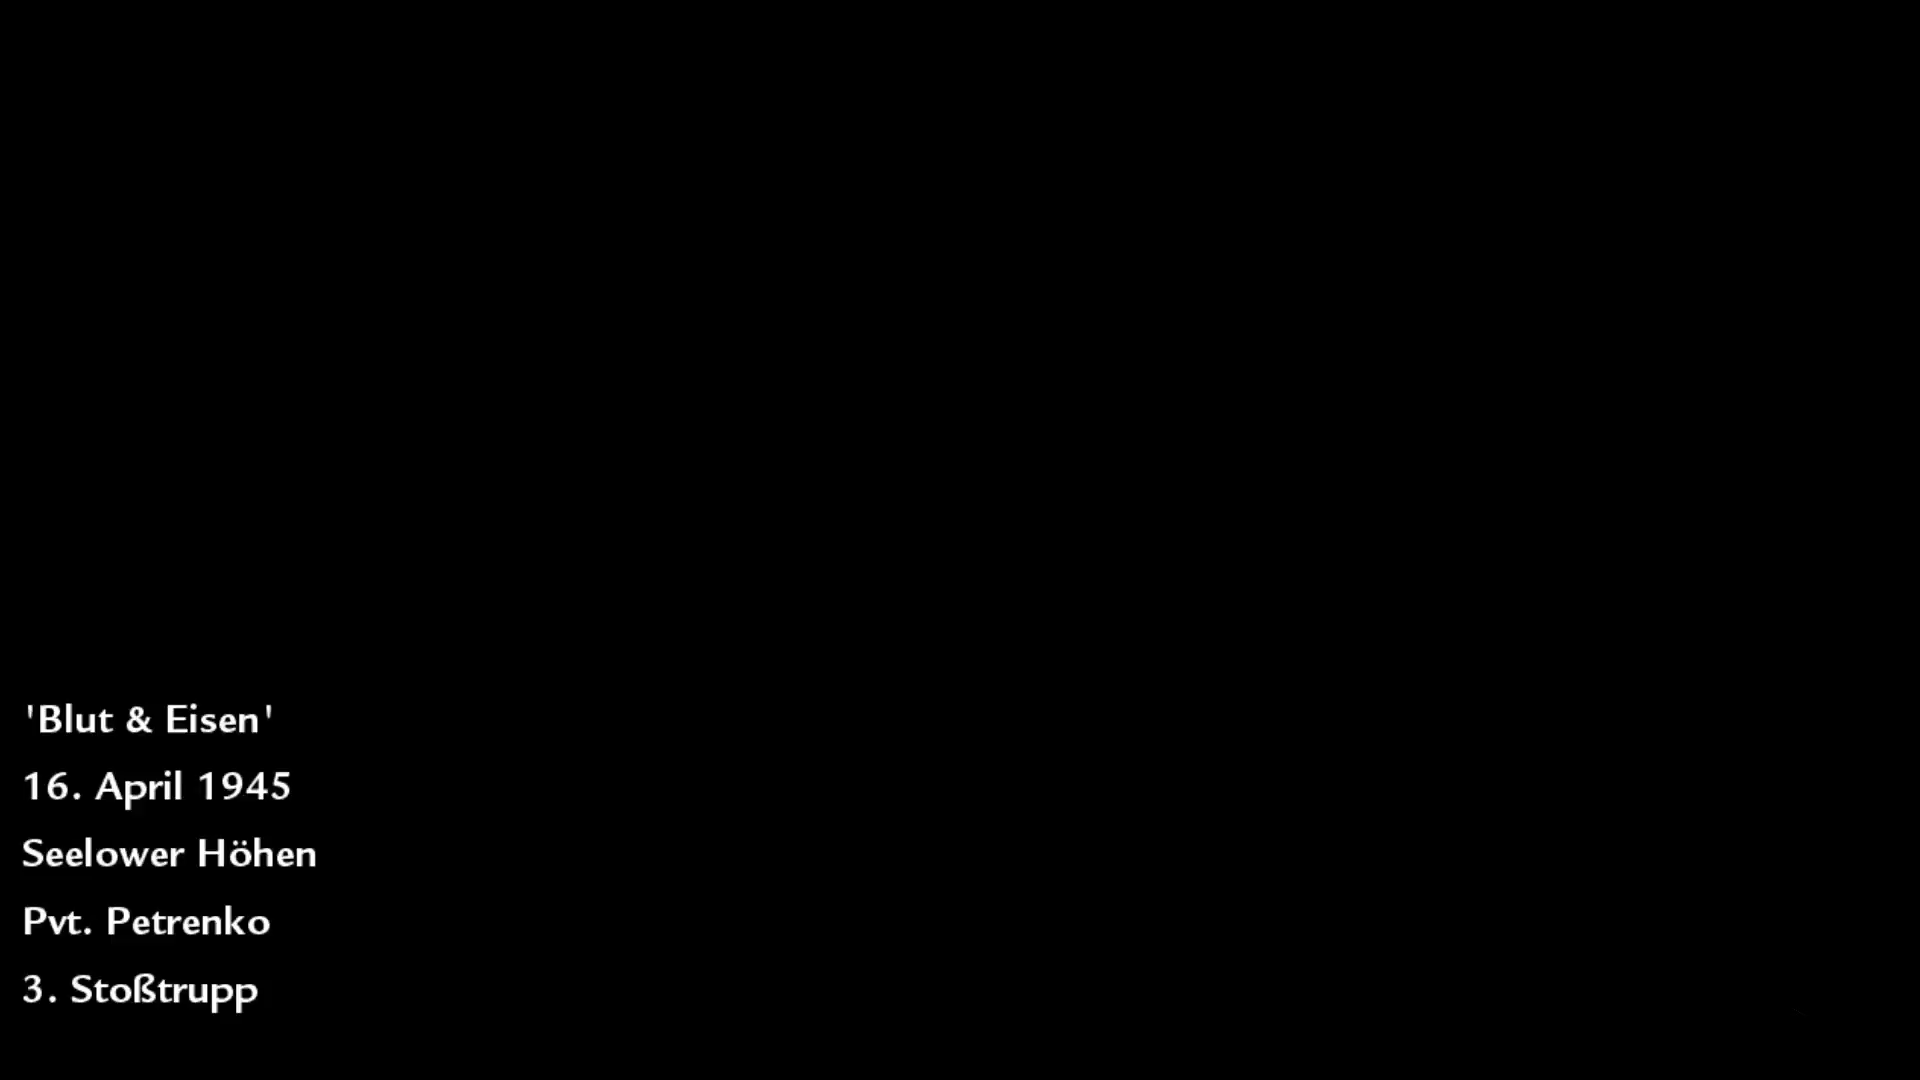 'Blut & Eisen'
16. April 1945
Seelower Höhen
Pvt. Petrenko
3. Stoßtrupp